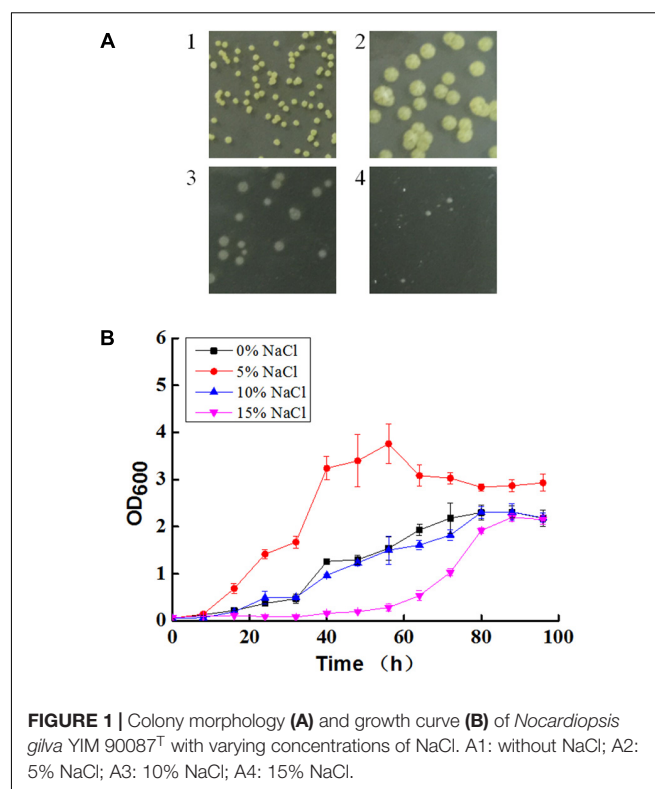 A
1
2
3
4
B
6
5
4
3
2
1
0
OD600
0% NaCl
5% NaCl
10% NaCl
15% NaCl
0 20 40 60 80 100
Time （h）
FIGURE 1 | Colony morphology (A) and growth curve (B) of Nocardiopsis
gilva YIM 90087T with varying concentrations of NaCl. A1: without NaCl; A2:
5% NaCl; A3: 10% NaCl; A4: 15% NaCl.